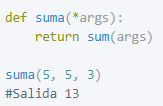 def suma(*args):
    return sum(args)

suma(5, 5, 3)
#Salida 13